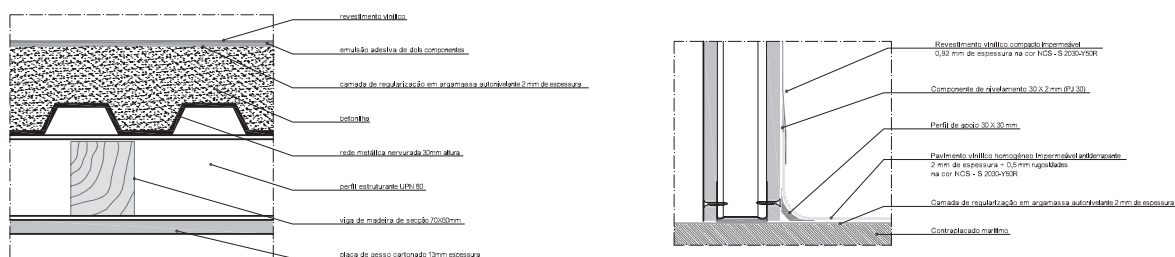 revestimento vinílico
emulsão adesiva de dois componentes
camada de regularização em argamassa autonivelante 2 mm de espessura
betonilha
rede metálica nervurada 30mm altura
perfil estruturante UPN 80
viga de madeira de secção 70X80mm
placa de gesso cartonado 13mm espessura
Revestimento vinílico compacto impermeável
0,92 mm de espessura na cor NCS - S 2030-Y50R
Componente de nivelamento 30 X 2 mm (PJ 30)
Perfil de apoio 30 X 30 mm
Pavimento vinílico homogéneo impermeável antiderrapante
2 mm de espessura + 0,5 mm rugosidades
na cor NCS - S 2030-Y50R
Camada de regularização em argamassa autonivelante 2 mm de espessura
Contraplacado marítimo